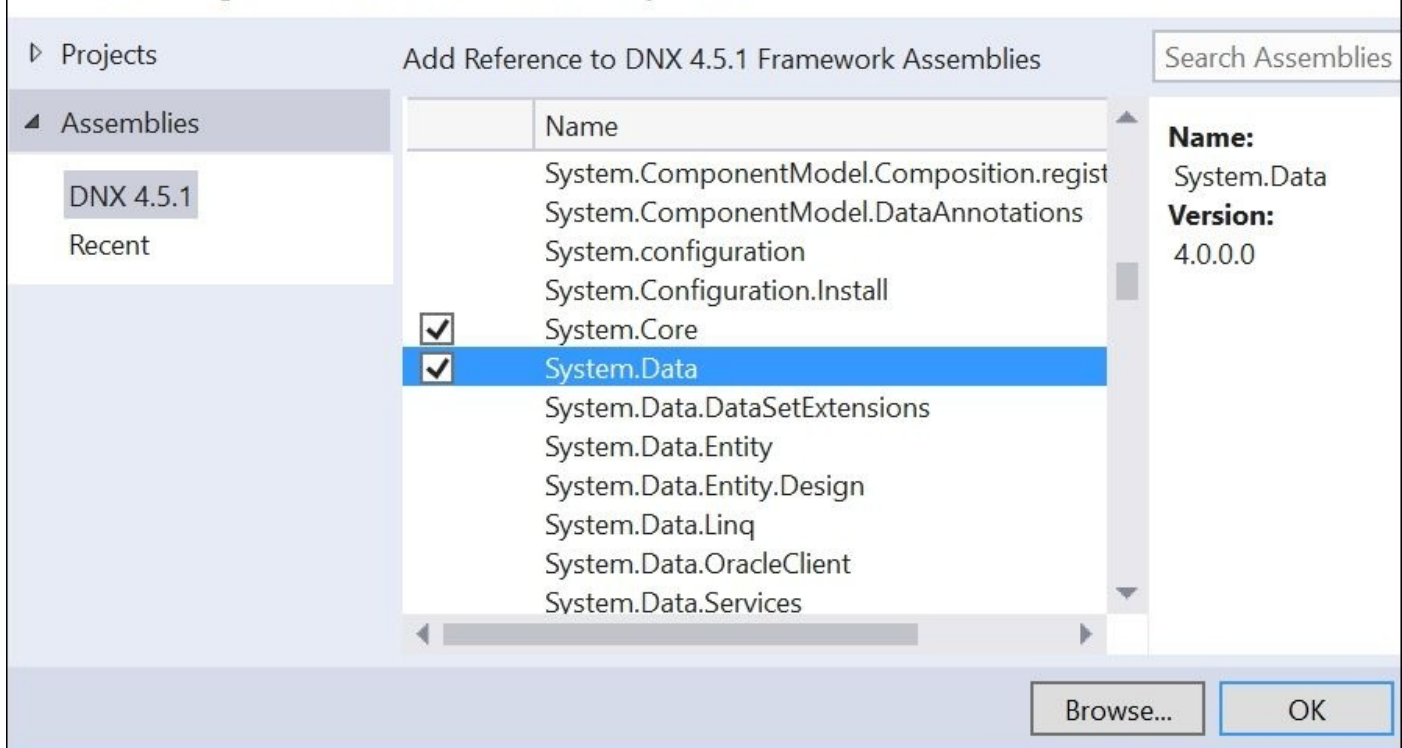 Projects
Assemblies
DNX 4.5.1
Recent
Add Reference to DNX 4.5.1 Framework Assemblies
Name
System.ComponentModel.Composition.regist
System.ComponentModel.DataAnnotations
System.configuration
System.Configuration.Install
System.Core
System.Data
System.Data.DataSetExtensions
System.Data.Entity
System.Data.Entity.Design
System.Data.Linq
System.Data.OracleClient
System.Data.Services
Search Assemblies
Name:
System.Data
Version:
4.0.0.0
Browse...
OK